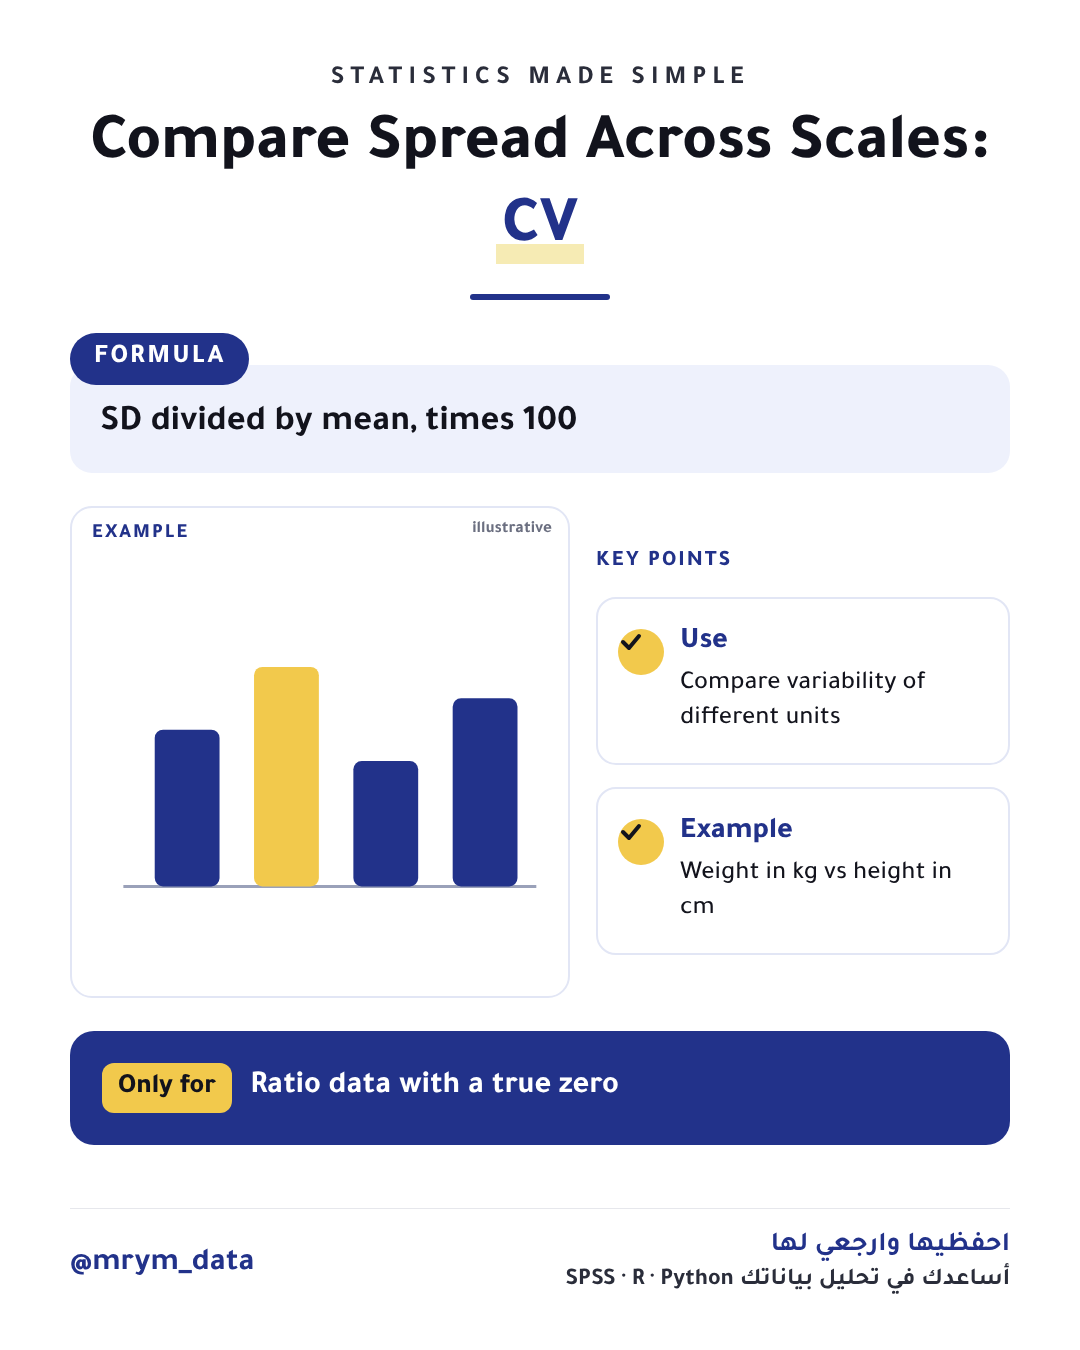 STATISTICS MADE SIMPLE
Compare Spread Across Scales:
CV
FORMULA
SD divided by mean, times 100
EXAMPLE
illustrative
KEY POINTS
Use
Compare variability of
different units
Example
Weight in kg vs height in
cm
Only for
Ratio data with a true zero
@mrym_data
احفظيها وارجعي لها
أساعدك في تحليل بياناتك SPSS · R · Python